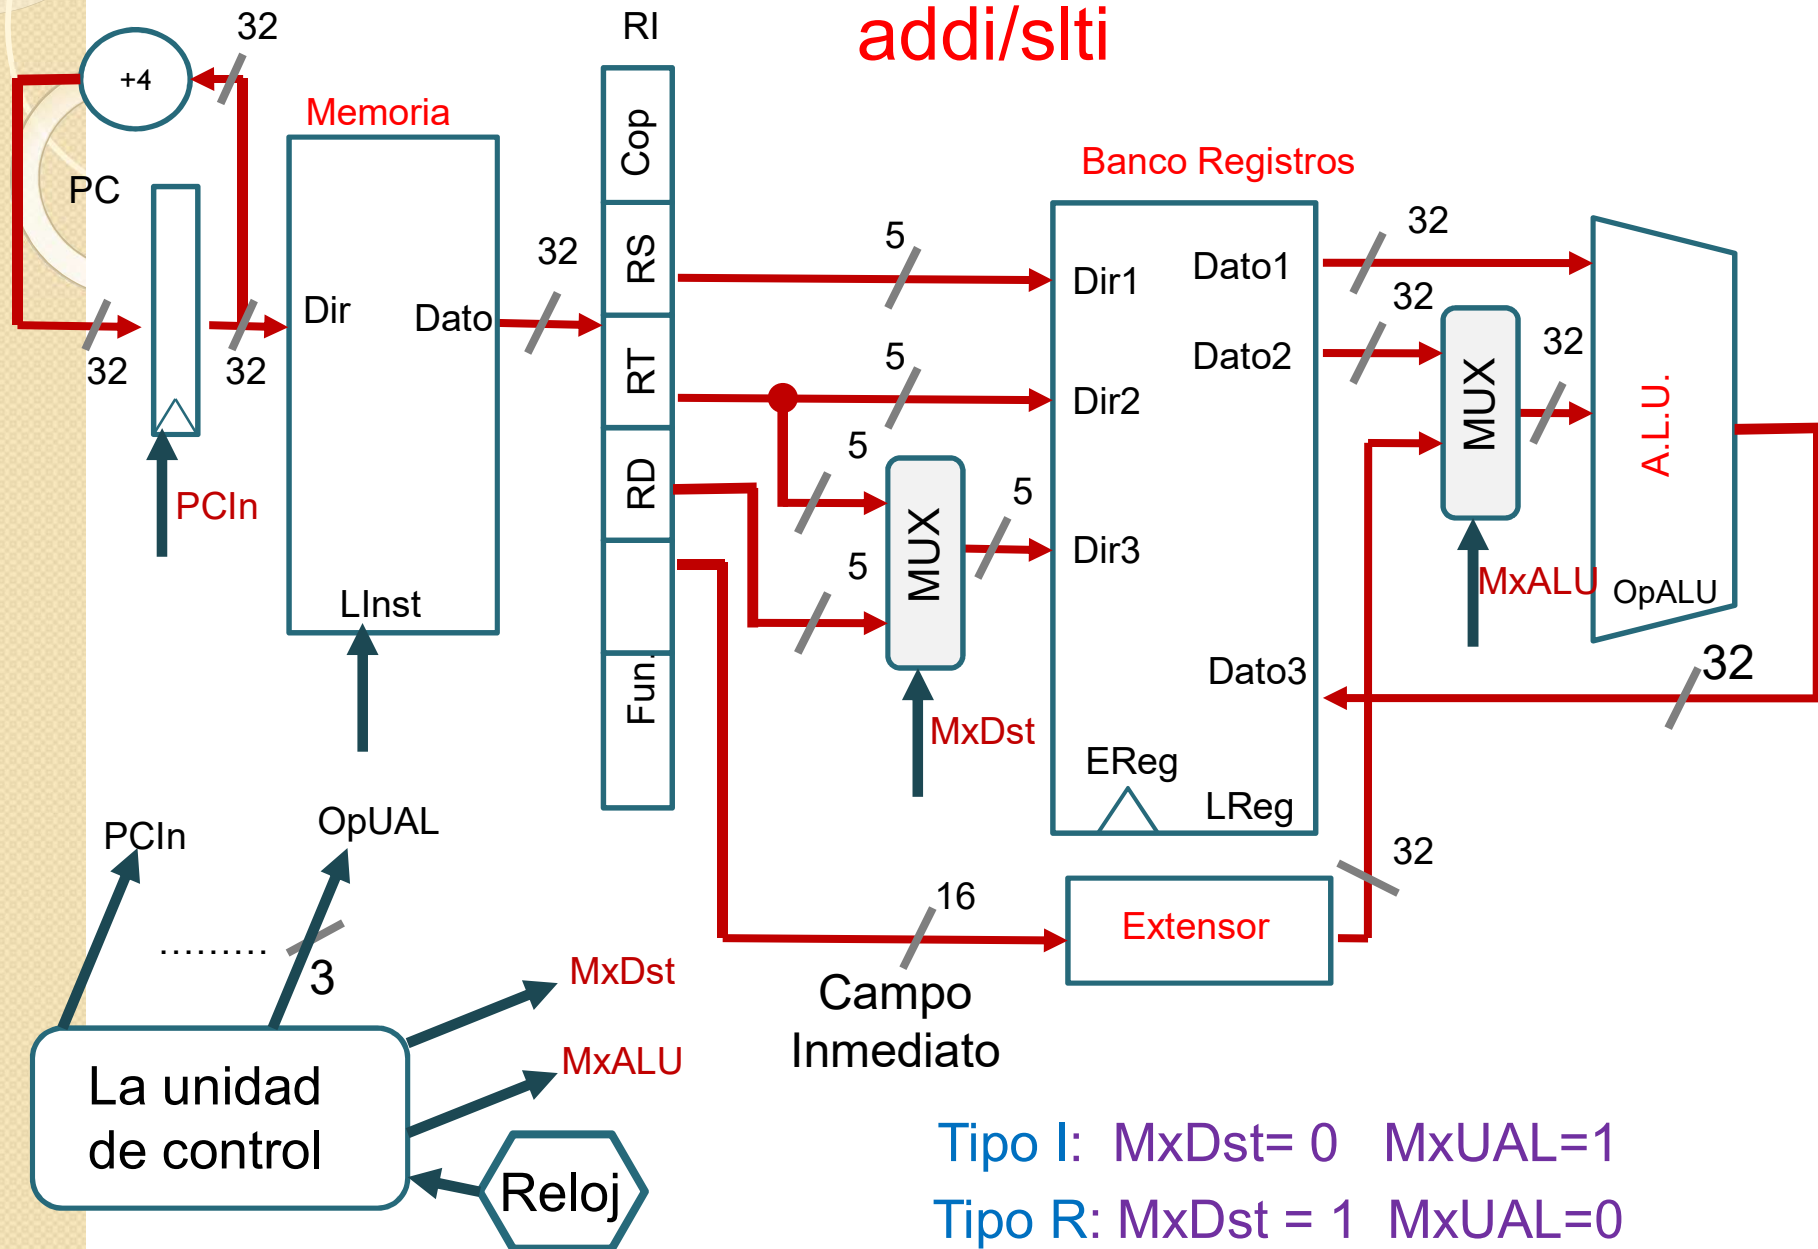 addi/slti
32
RI
+4
Memoria
PC
32
32
PCIn
Dir
Dato
LInst
32
Cop
RS
RT
RD
Fun.
5
5
5
5
MUX
5
MxDst
Banco Registros
Dir1
Dir2
Dir3
Dato1
Dato2
Dato3
EReg
LReg
32
32
MUX
32
MxALU
A.L.U.
OpALU
32
32
16
Extensor
Campo
Inmediato
PCIn
OpUAL
.........
3
MxDst
MxALU
La unidad
de control
Reloj
Tipo I: MxDst= 0 MxUAL=1
Tipo R: MxDst = 1 MxUAL=0